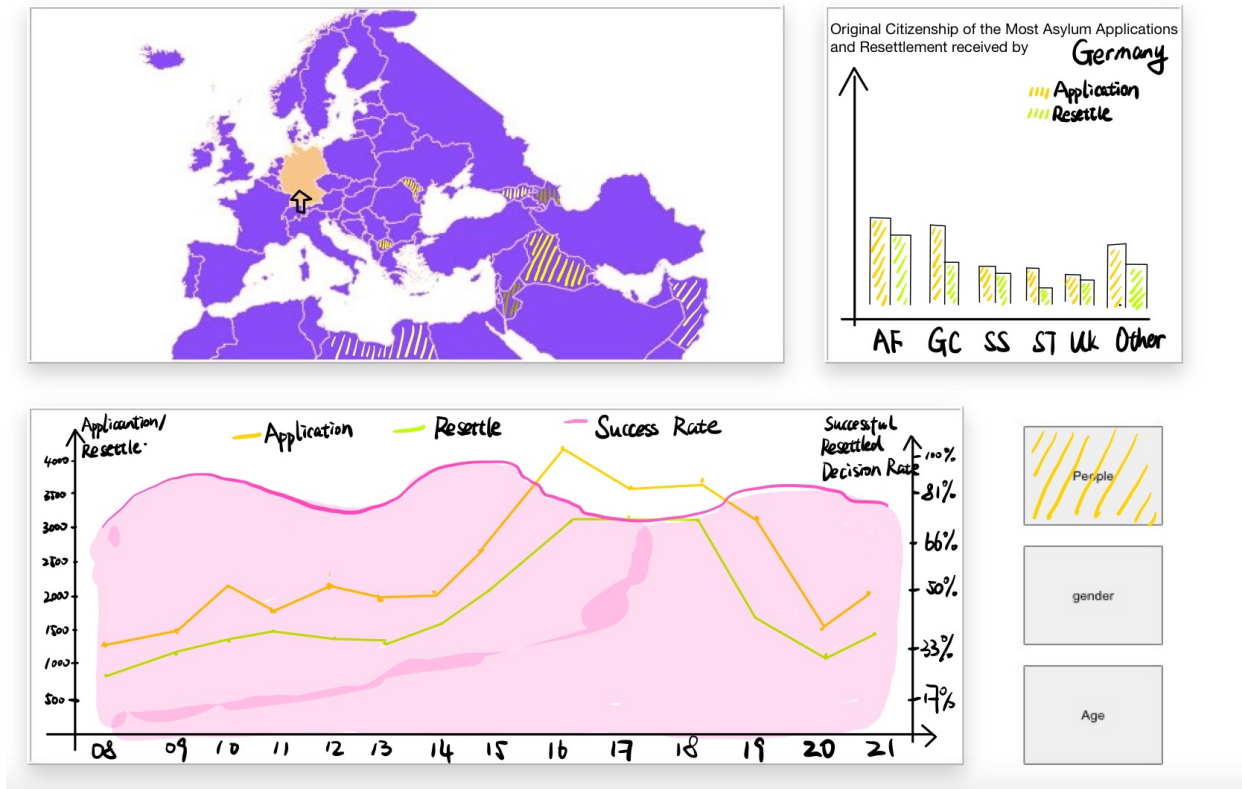 Original Citizenship of the Most Asylum Applications
and Resettlement received by Germany
Application
Resettle
AF GC SS ST Uk Other
Applicantion/
Resettle.
Application Resettle Success Rate
Successful
Resettled
Decision Rate
4000
3500
3000
2500
2000
1500
1000
500
100%
81%
66%
50%
33%
17%
08 09 10 11 12 13 14 15 16 17 18 19 20 21
People
gender
Age